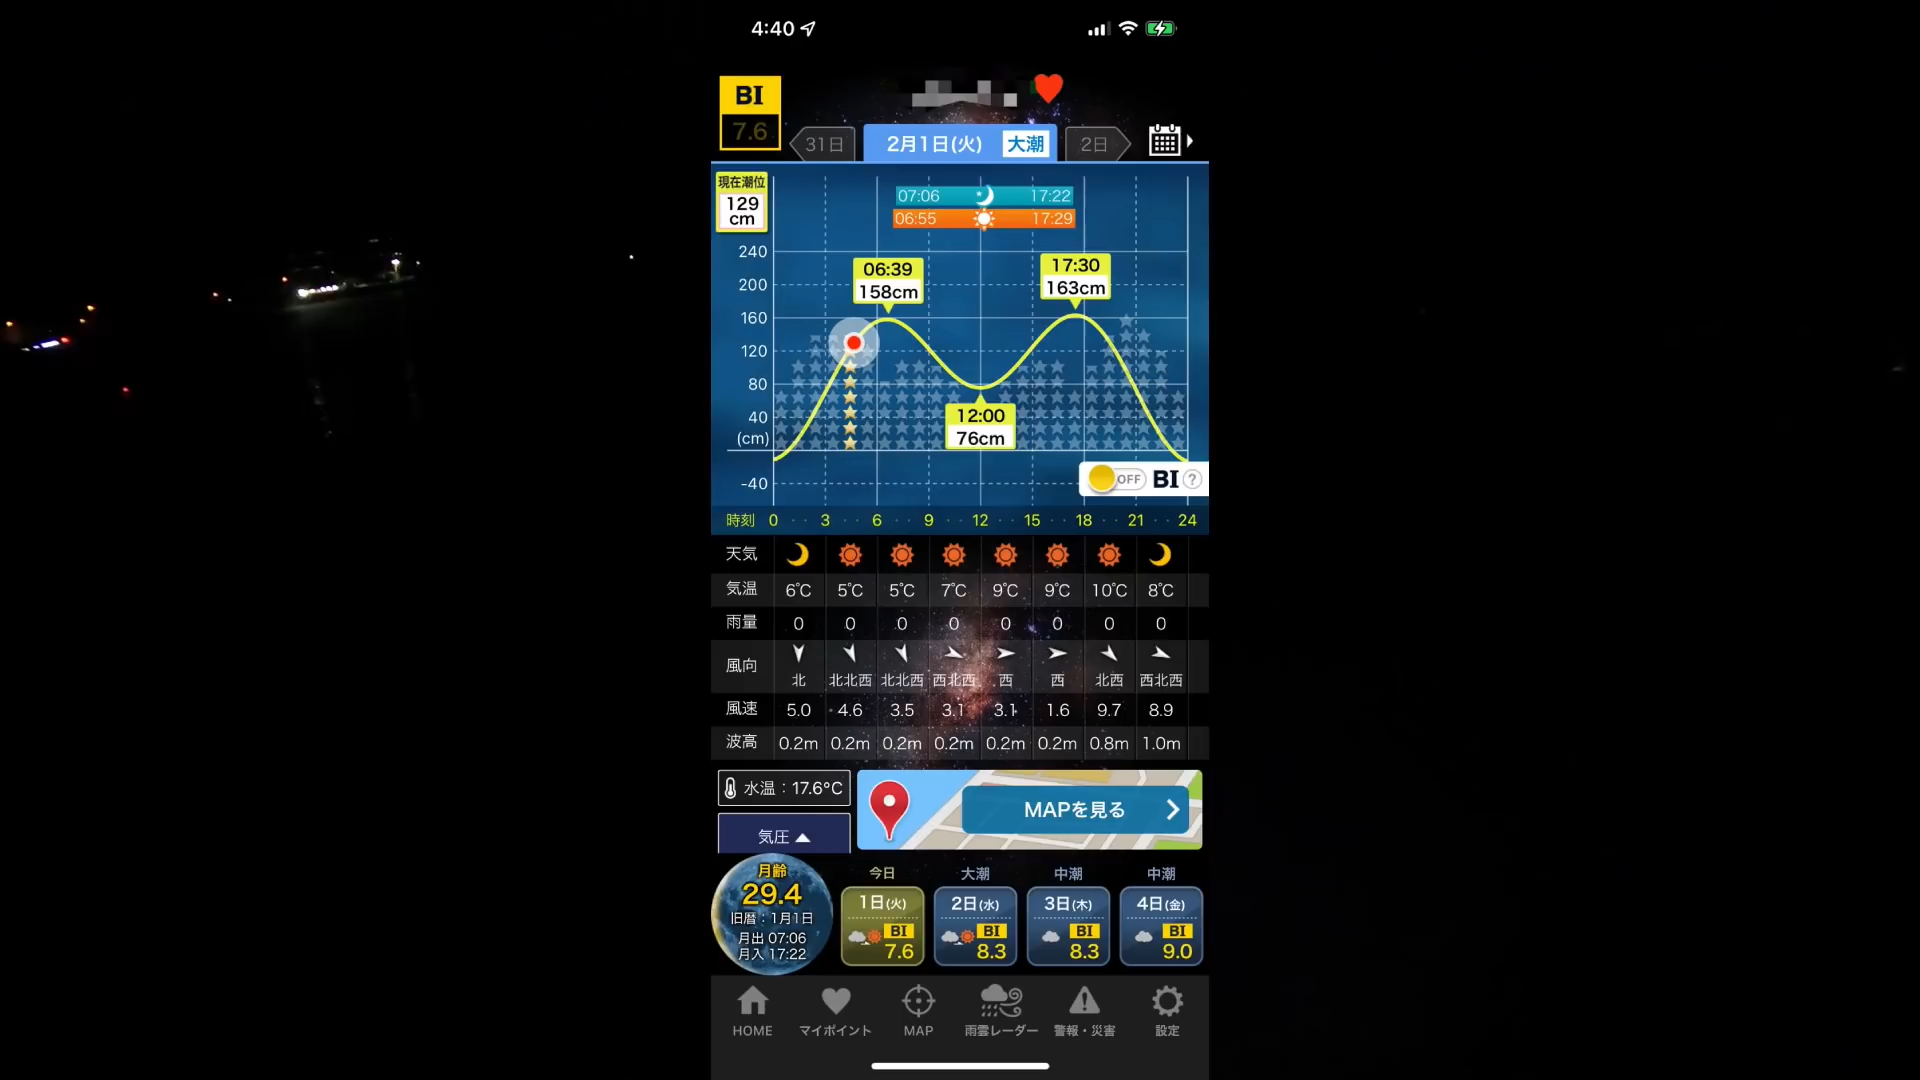 4:40
BI
7.6
31日
2月1日(火) 大潮
2日
現在潮位
129
cm
07:06 17:22
06:55 17:29
240
200
160
120
80
40
(cm)
-40
06:39
158cm
17:30
163cm
12:00
76cm
OFF BI ?
時刻 0 3 6 9 12 15 18 21 24
天気
気温 6℃ 5℃ 5℃ 7℃ 9℃ 9℃ 10℃ 8℃
雨量 0 0 0 0 0 0 0 0
風向 北 北北西 北北西 西北西 西 西 北西 西北西
風速 5.0 4.6 3.5 3.1 3.1 1.6 9.7 8.9
波高 0.2m 0.2m 0.2m 0.2m 0.2m 0.2m 0.8m 1.0m
水温：17.6°C
気圧
MAPを見る
月齢
29.4
旧暦：1月1日
月出 07:06
月入 17:22
今日
1日(火)
BI
7.6
大潮
2日(水)
BI
8.3
中潮
3日(木)
BI
8.3
中潮
4日(金)
BI
9.0
HOME マイポイント MAP 雨雲レーダー 警報・災害 設定